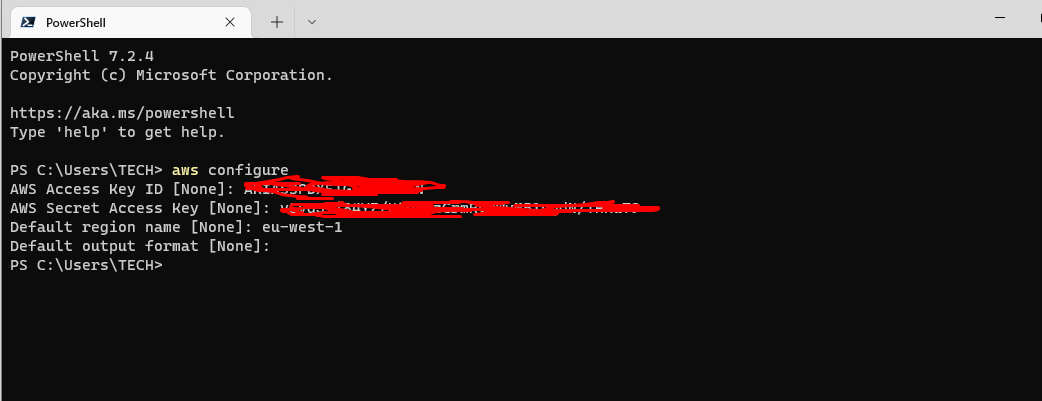 PowerShell
PowerShell 7.2.4
Copyright (c) Microsoft Corporation.
https://aka.ms/powershell
Type 'help' to get help.
PS C:\Users\TECH> aws configure
AWS Access Key ID [None]:
AWS Secret Access Key [None]:
Default region name [None]: eu-west-1
Default output format [None]:
PS C:\Users\TECH>